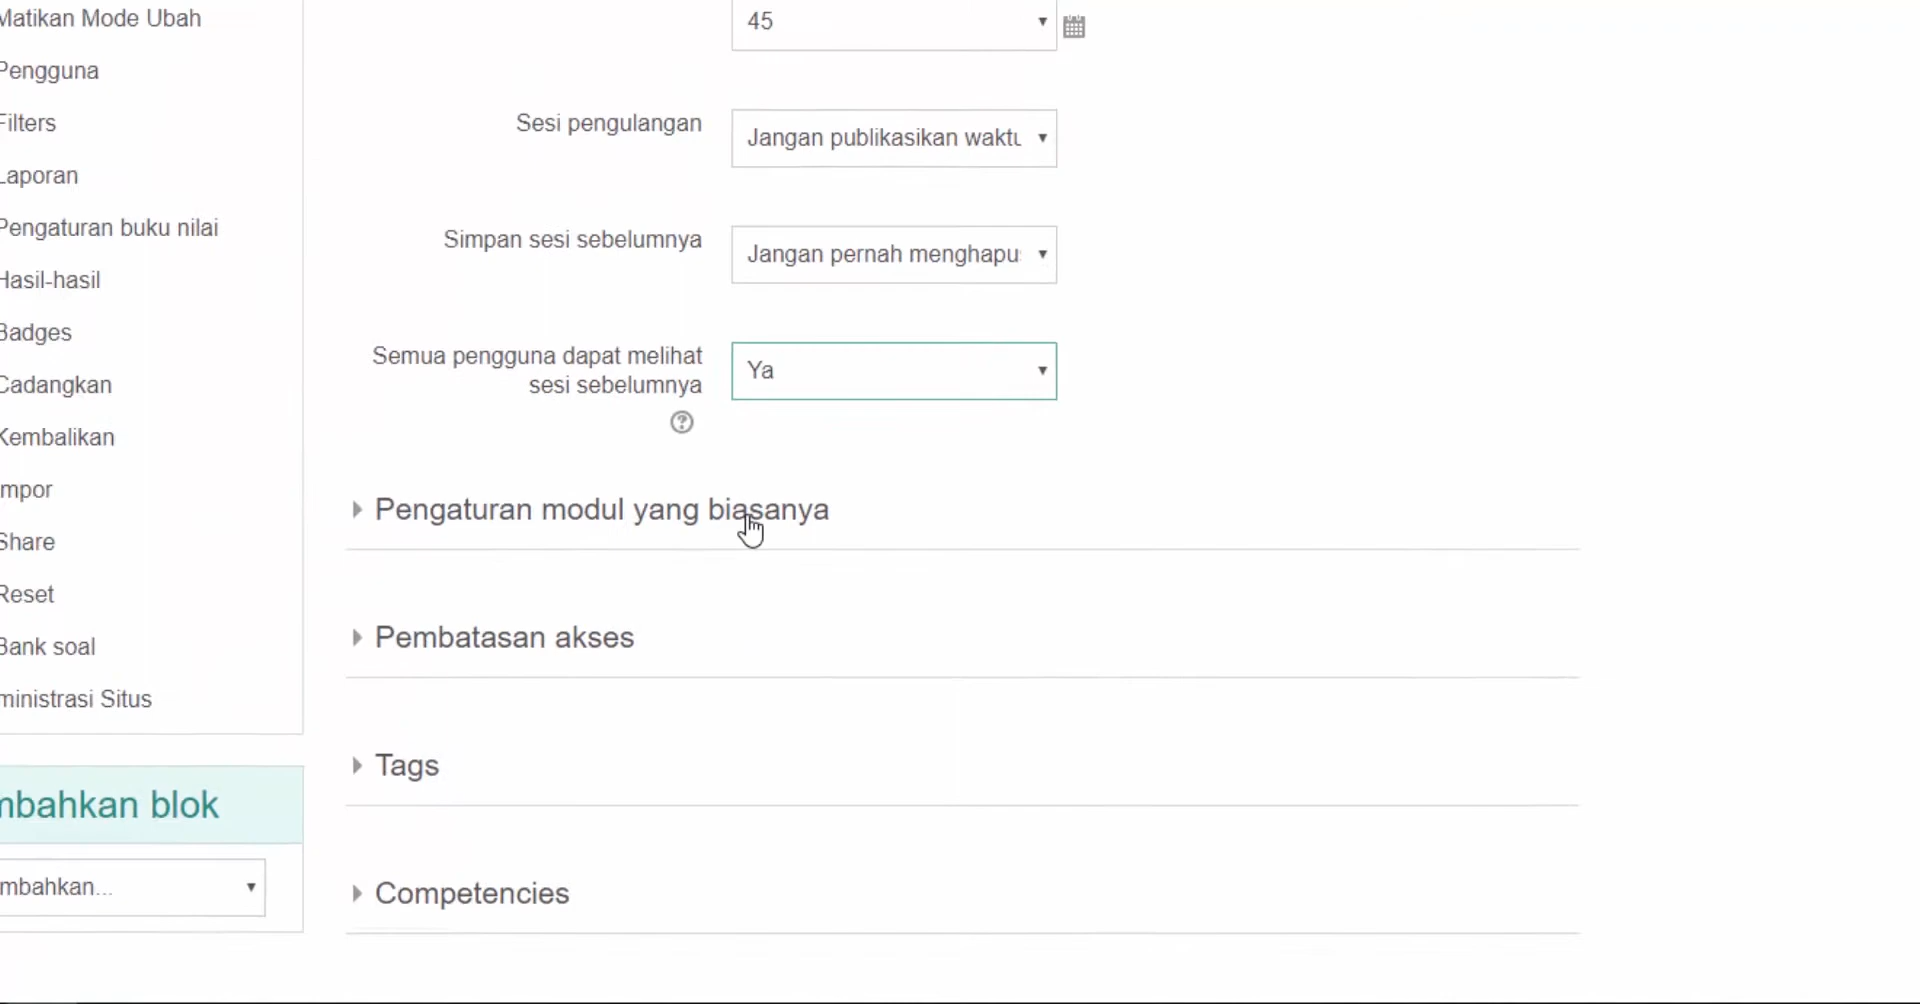 Matikan Mode Ubah
Pengguna
Filters
Laporan
Pengaturan buku nilai
Hasil-hasil
Badges
Cadangkan
Kembalikan
mpor
Share
Reset
Bank soal
ministrasi Situs
mbahkan blok
mbahkan...
45
Sesi pengulangan
Jangan publikasikan waktu
Simpan sesi sebelumnya
Jangan pernah menghapu
Semua pengguna dapat melihat
sesi sebelumnya
Ya
Pengaturan modul yang biasanya
Pembatasan akses
Tags
Competencies